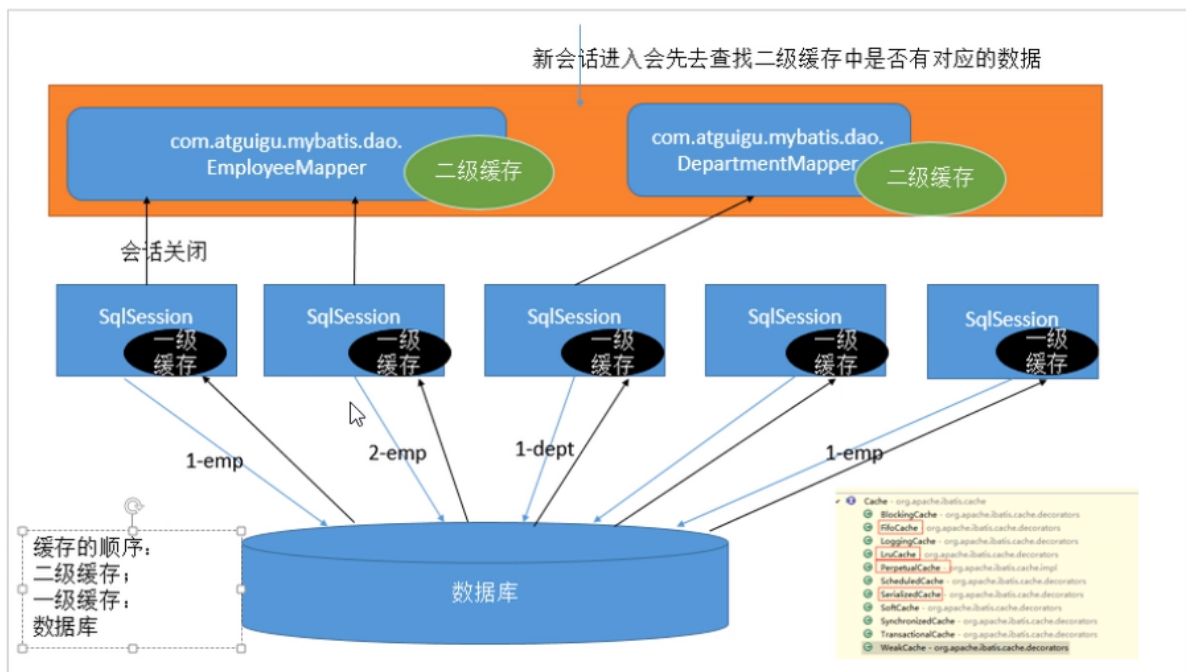 新会话进入会先去查找二级缓存中是否有对应的数据
com.atguigu.mybatis.dao.
EmployeeMapper
二级缓存
com.atguigu.mybatis.dao.
DepartmentMapper
二级缓存
会话关闭
SqlSession
一级
缓存
SqlSession
一级
缓存
SqlSession
一级
缓存
SqlSession
一级
缓存
SqlSession
一级
缓存
1-emp
2-emp
1-dept
1-emp
缓存的顺序：
二级缓存；
一级缓存：
数据库
数据库
Cache - org.apache.ibatis.cache
BlockingCache - org.apache.ibatis.cache.decorators
FifoCache - org.apache.ibatis.cache.decorators
LoggingCache - org.apache.ibatis.cache.decorators
LruCache - org.apache.ibatis.cache.decorators
PerpetualCache - org.apache.ibatis.cache.impl
ScheduledCache - org.apache.ibatis.cache.decorators
SerializedCache - org.apache.ibatis.cache.decorators
SoftCache - org.apache.ibatis.cache.decorators
SynchronizedCache - org.apache.ibatis.cache.decorators
TransactionalCache - org.apache.ibatis.cache.decorators
WeakCache - org.apache.ibatis.cache.decorators